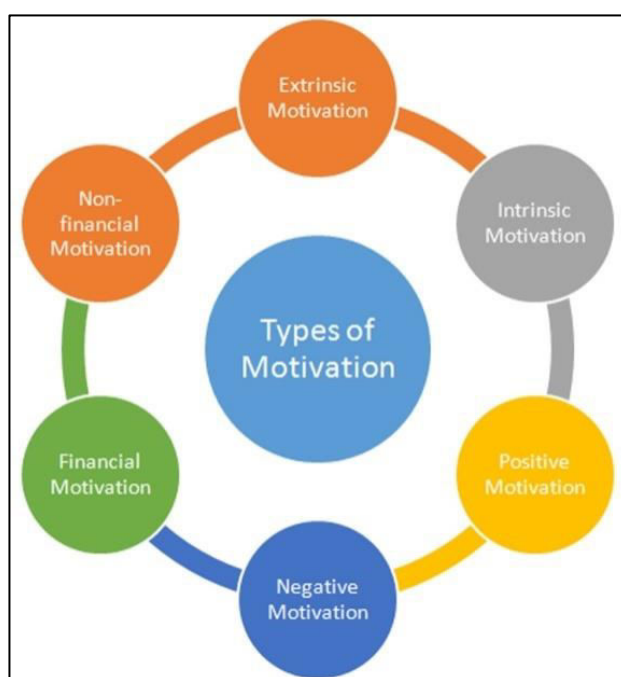 Extrinsic
Motivation
Non-
financial
Motivation
Intrinsic
Motivation
Types of
Motivation
Financial
Motivation
Positive
Motivation
Negative
Motivation